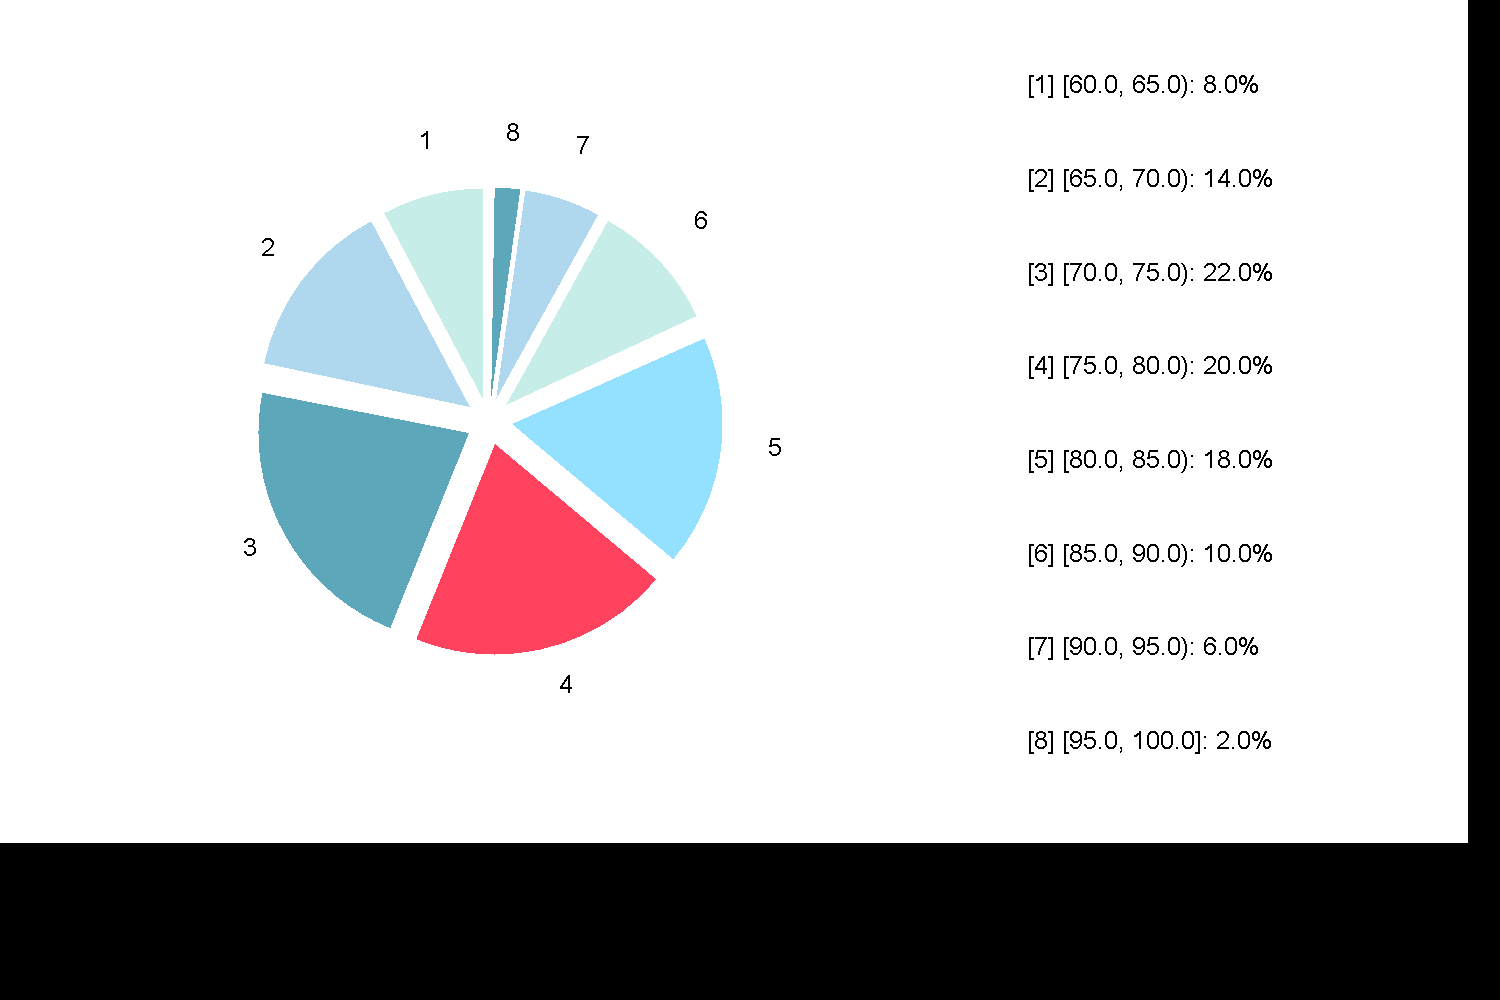 1
8
7
6
2
5
3
4
[1] [60.0, 65.0): 8.0%
[2] [65.0, 70.0): 14.0%
[3] [70.0, 75.0): 22.0%
[4] [75.0, 80.0): 20.0%
[5] [80.0, 85.0): 18.0%
[6] [85.0, 90.0): 10.0%
[7] [90.0, 95.0): 6.0%
[8] [95.0, 100.0]: 2.0%